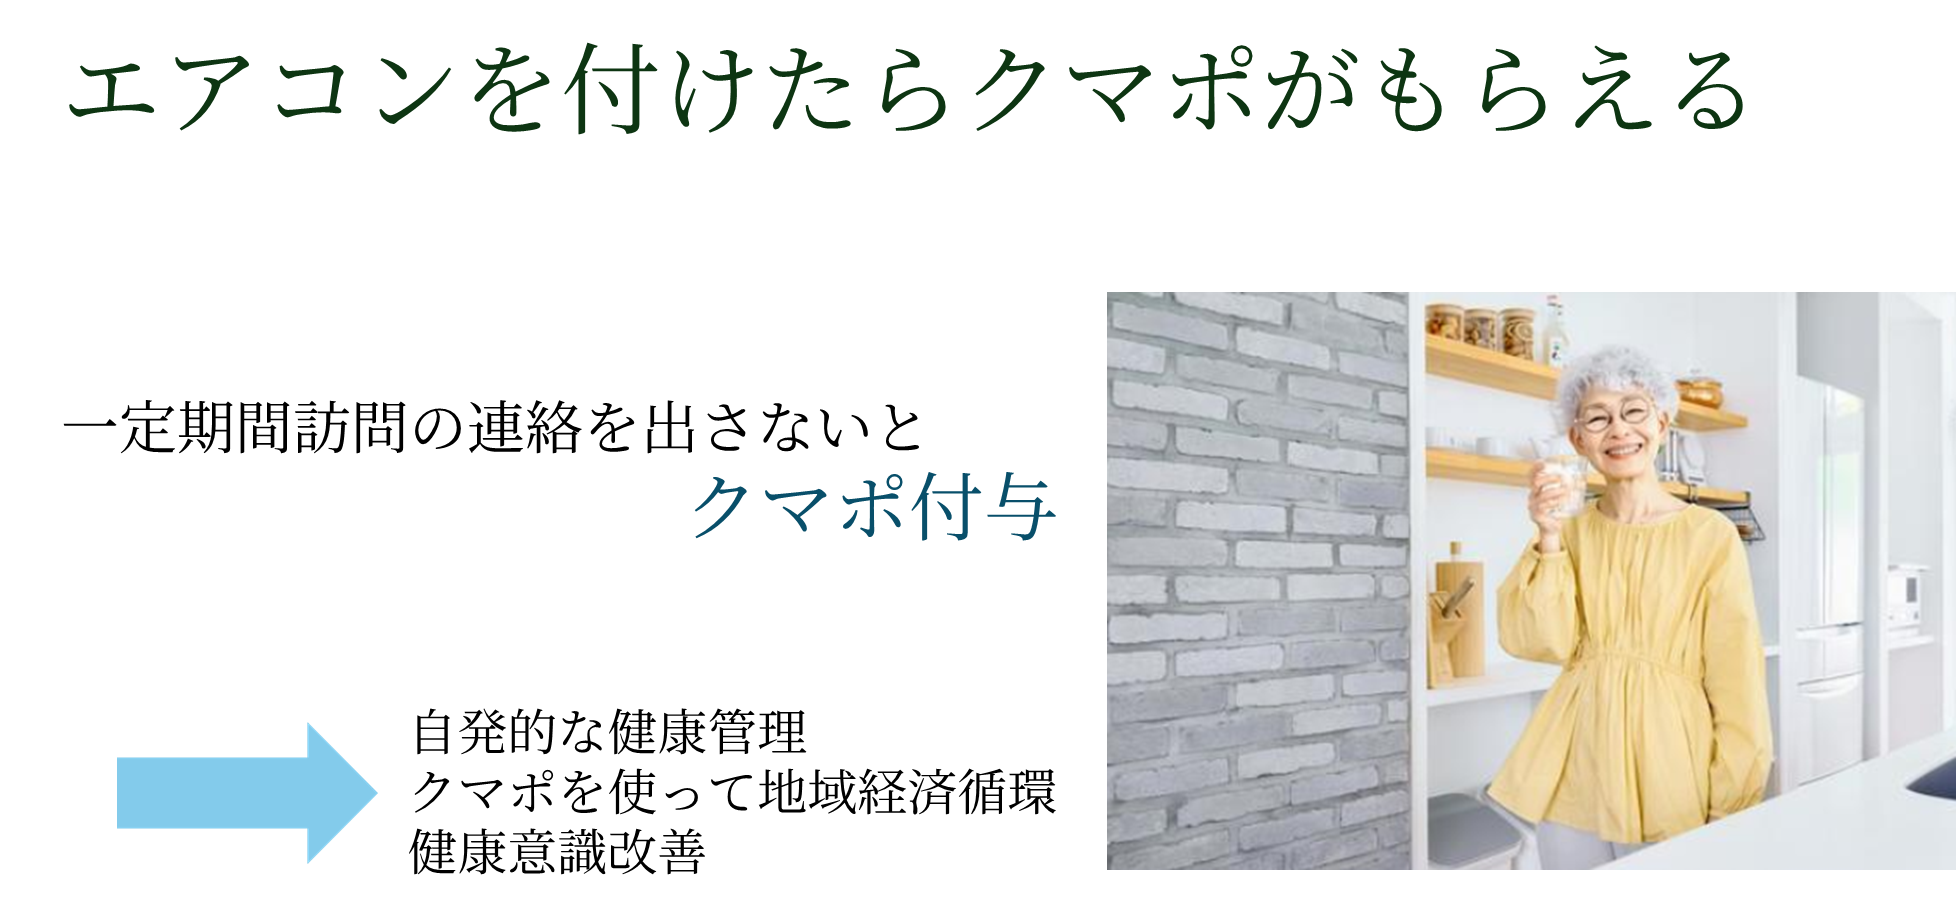 エアコンを付けたらクマポがもらえる
一定期間訪問の連絡を出さないと
クマポ付与
自発的な健康管理
クマポを使って地域経済循環
健康意識改善